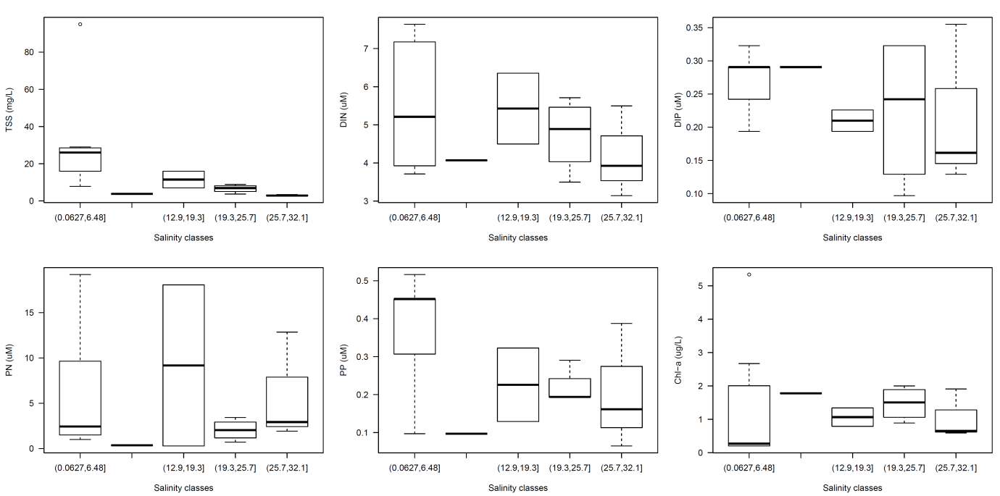 TSS (mg/L)
80
60
40
20
0
(0.0627,6.48] (12.9,19.3] (19.3,25.7] (25.7,32.1]
Salinity classes
DIN (uM)
7
6
5
4
3
(0.0627,6.48] (12.9,19.3] (19.3,25.7] (25.7,32.1]
Salinity classes
DIP (uM)
0.35
0.30
0.25
0.20
0.15
0.10
(0.0627,6.48] (12.9,19.3] (19.3,25.7] (25.7,32.1]
Salinity classes
PN (uM)
15
10
5
0
(0.0627,6.48] (12.9,19.3] (19.3,25.7] (25.7,32.1]
Salinity classes
PP (uM)
0.5
0.4
0.3
0.2
0.1
(0.0627,6.48] (12.9,19.3] (19.3,25.7] (25.7,32.1]
Salinity classes
Chl−a (ug/L)
5
4
3
2
1
0
(0.0627,6.48] (12.9,19.3] (19.3,25.7] (25.7,32.1]
Salinity classes